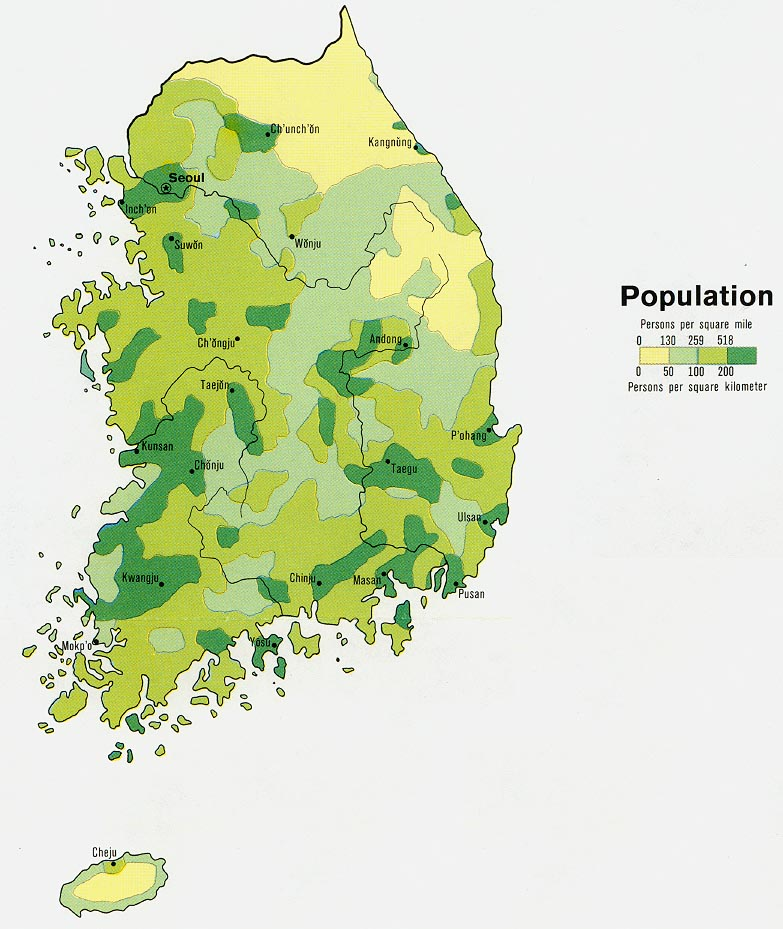 Ch'unch'ŏn
Kangnŭng
Seoul
Inch'ŏn
Suwŏn
Wŏnju
Population
Persons per square mile
0 130 259 518
0 50 100 200
Persons per square kilometer
Ch'ŏngju
Andong
Taejŏn
P'ohang
Kunsan
Chŏnju
Taegu
Ulsan
Kwangju
Chinju
Masan
Pusan
Mokp'o
Yŏsu
Cheju